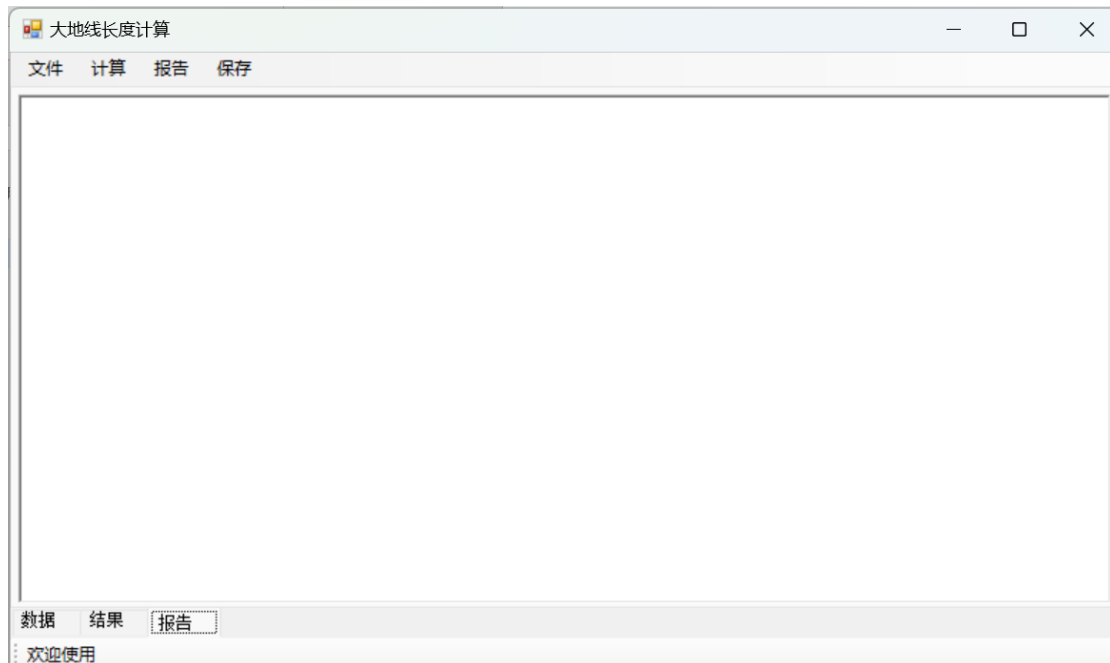 大地线长度计算
文件 计算 报告 保存
数据 结果 报告
欢迎使用